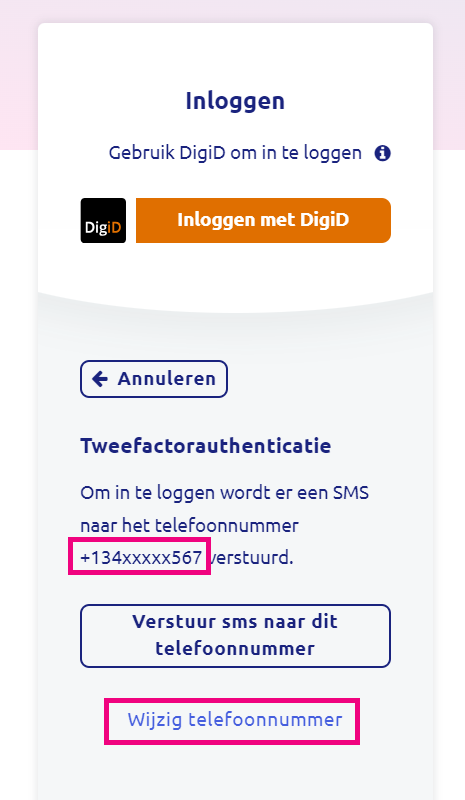 Inloggen
Gebruik DigiD om in te loggen
DigiD Inloggen met DigiD
Annuleren
Tweefactorauthenticatie
Om in te loggen wordt er een SMS
naar het telefoonnummer
+134xxxxx567 verstuurd.
Verstuur sms naar dit
telefoonnummer
Wijzig telefoonnummer